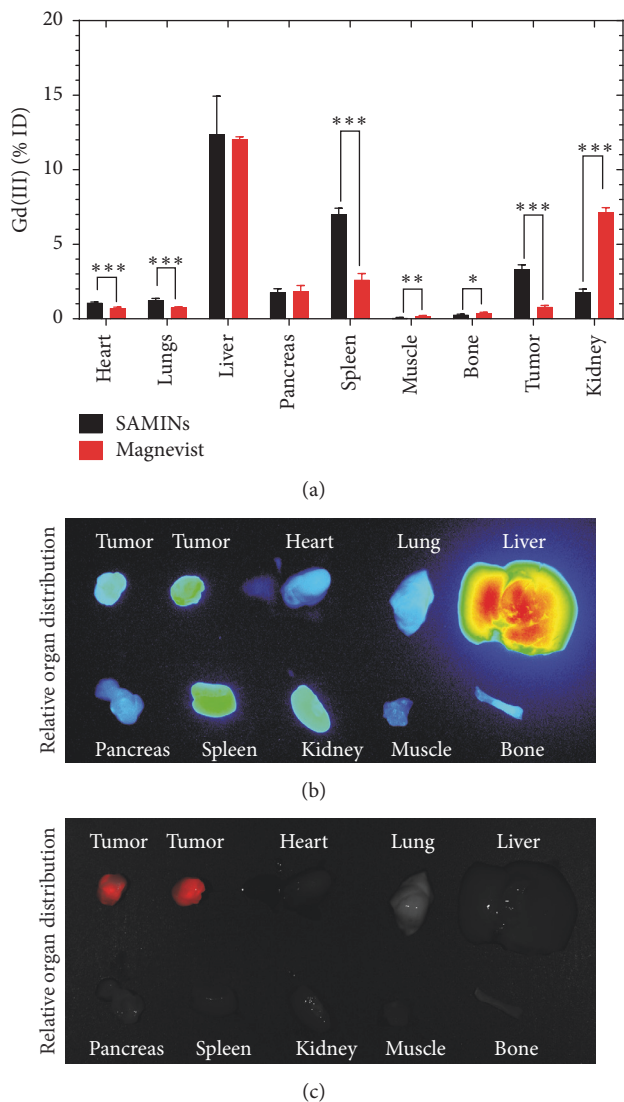 20
15
10
5
0
Gd(III) (% ID)
***
***
***
**
*
***
***
Heart
Lungs
Liver
Pancreas
Spleen
Muscle
Bone
Tumor
Kidney
SAMINs
Magnevist
(a)
Relative organ distribution
Tumor Tumor Heart Lung Liver
Pancreas Spleen Kidney Muscle Bone
(b)
Relative organ distribution
Tumor Tumor Heart Lung Liver
Pancreas Spleen Kidney Muscle Bone
(c)